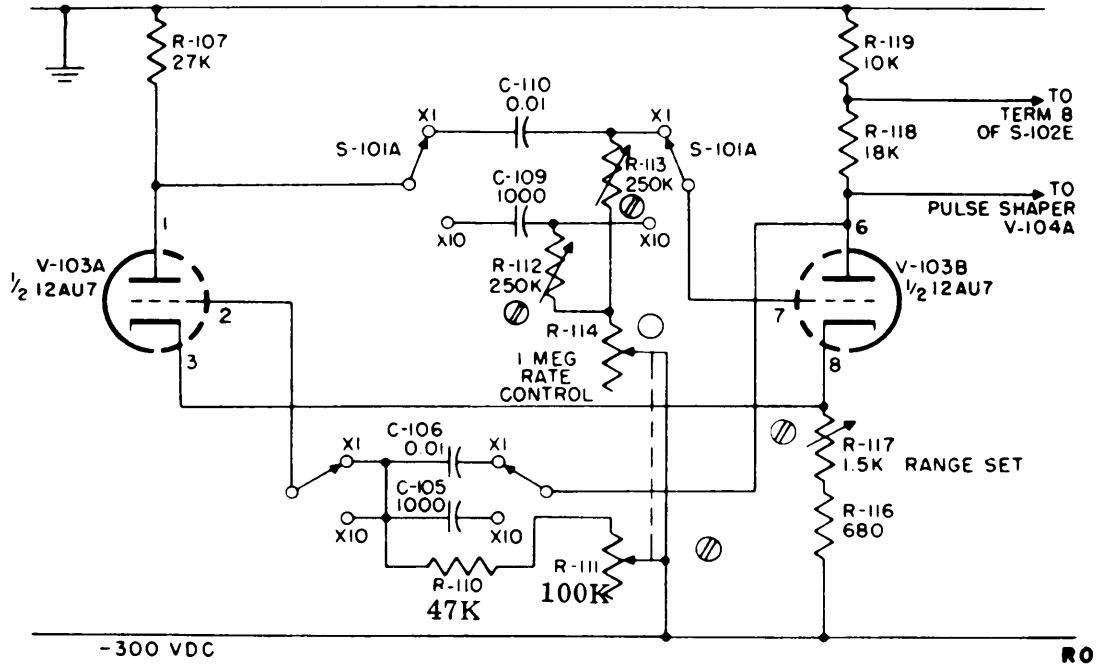 R-107
27K
R-119
10K
C-110
0.01
X1
X1
TO
TERM 8
OF S-102E
S-101A
S-101A
R-118
18K
R-113
250K
C-109
1000
TO
PULSE SHAPER
V-104A
X10
X10
1
6
V-103A
1/2 12AU7
R-112
250K
V-103B
1/2 12AU7
2
7
R-114
3
8
1 MEG
RATE
CONTROL
C-106
0.01
X1
X1
R-117
1.5K RANGE SET
C-105
1000
X10
X10
R-116
680
R-110
47K
R-111
100K
-300 VDC
RO